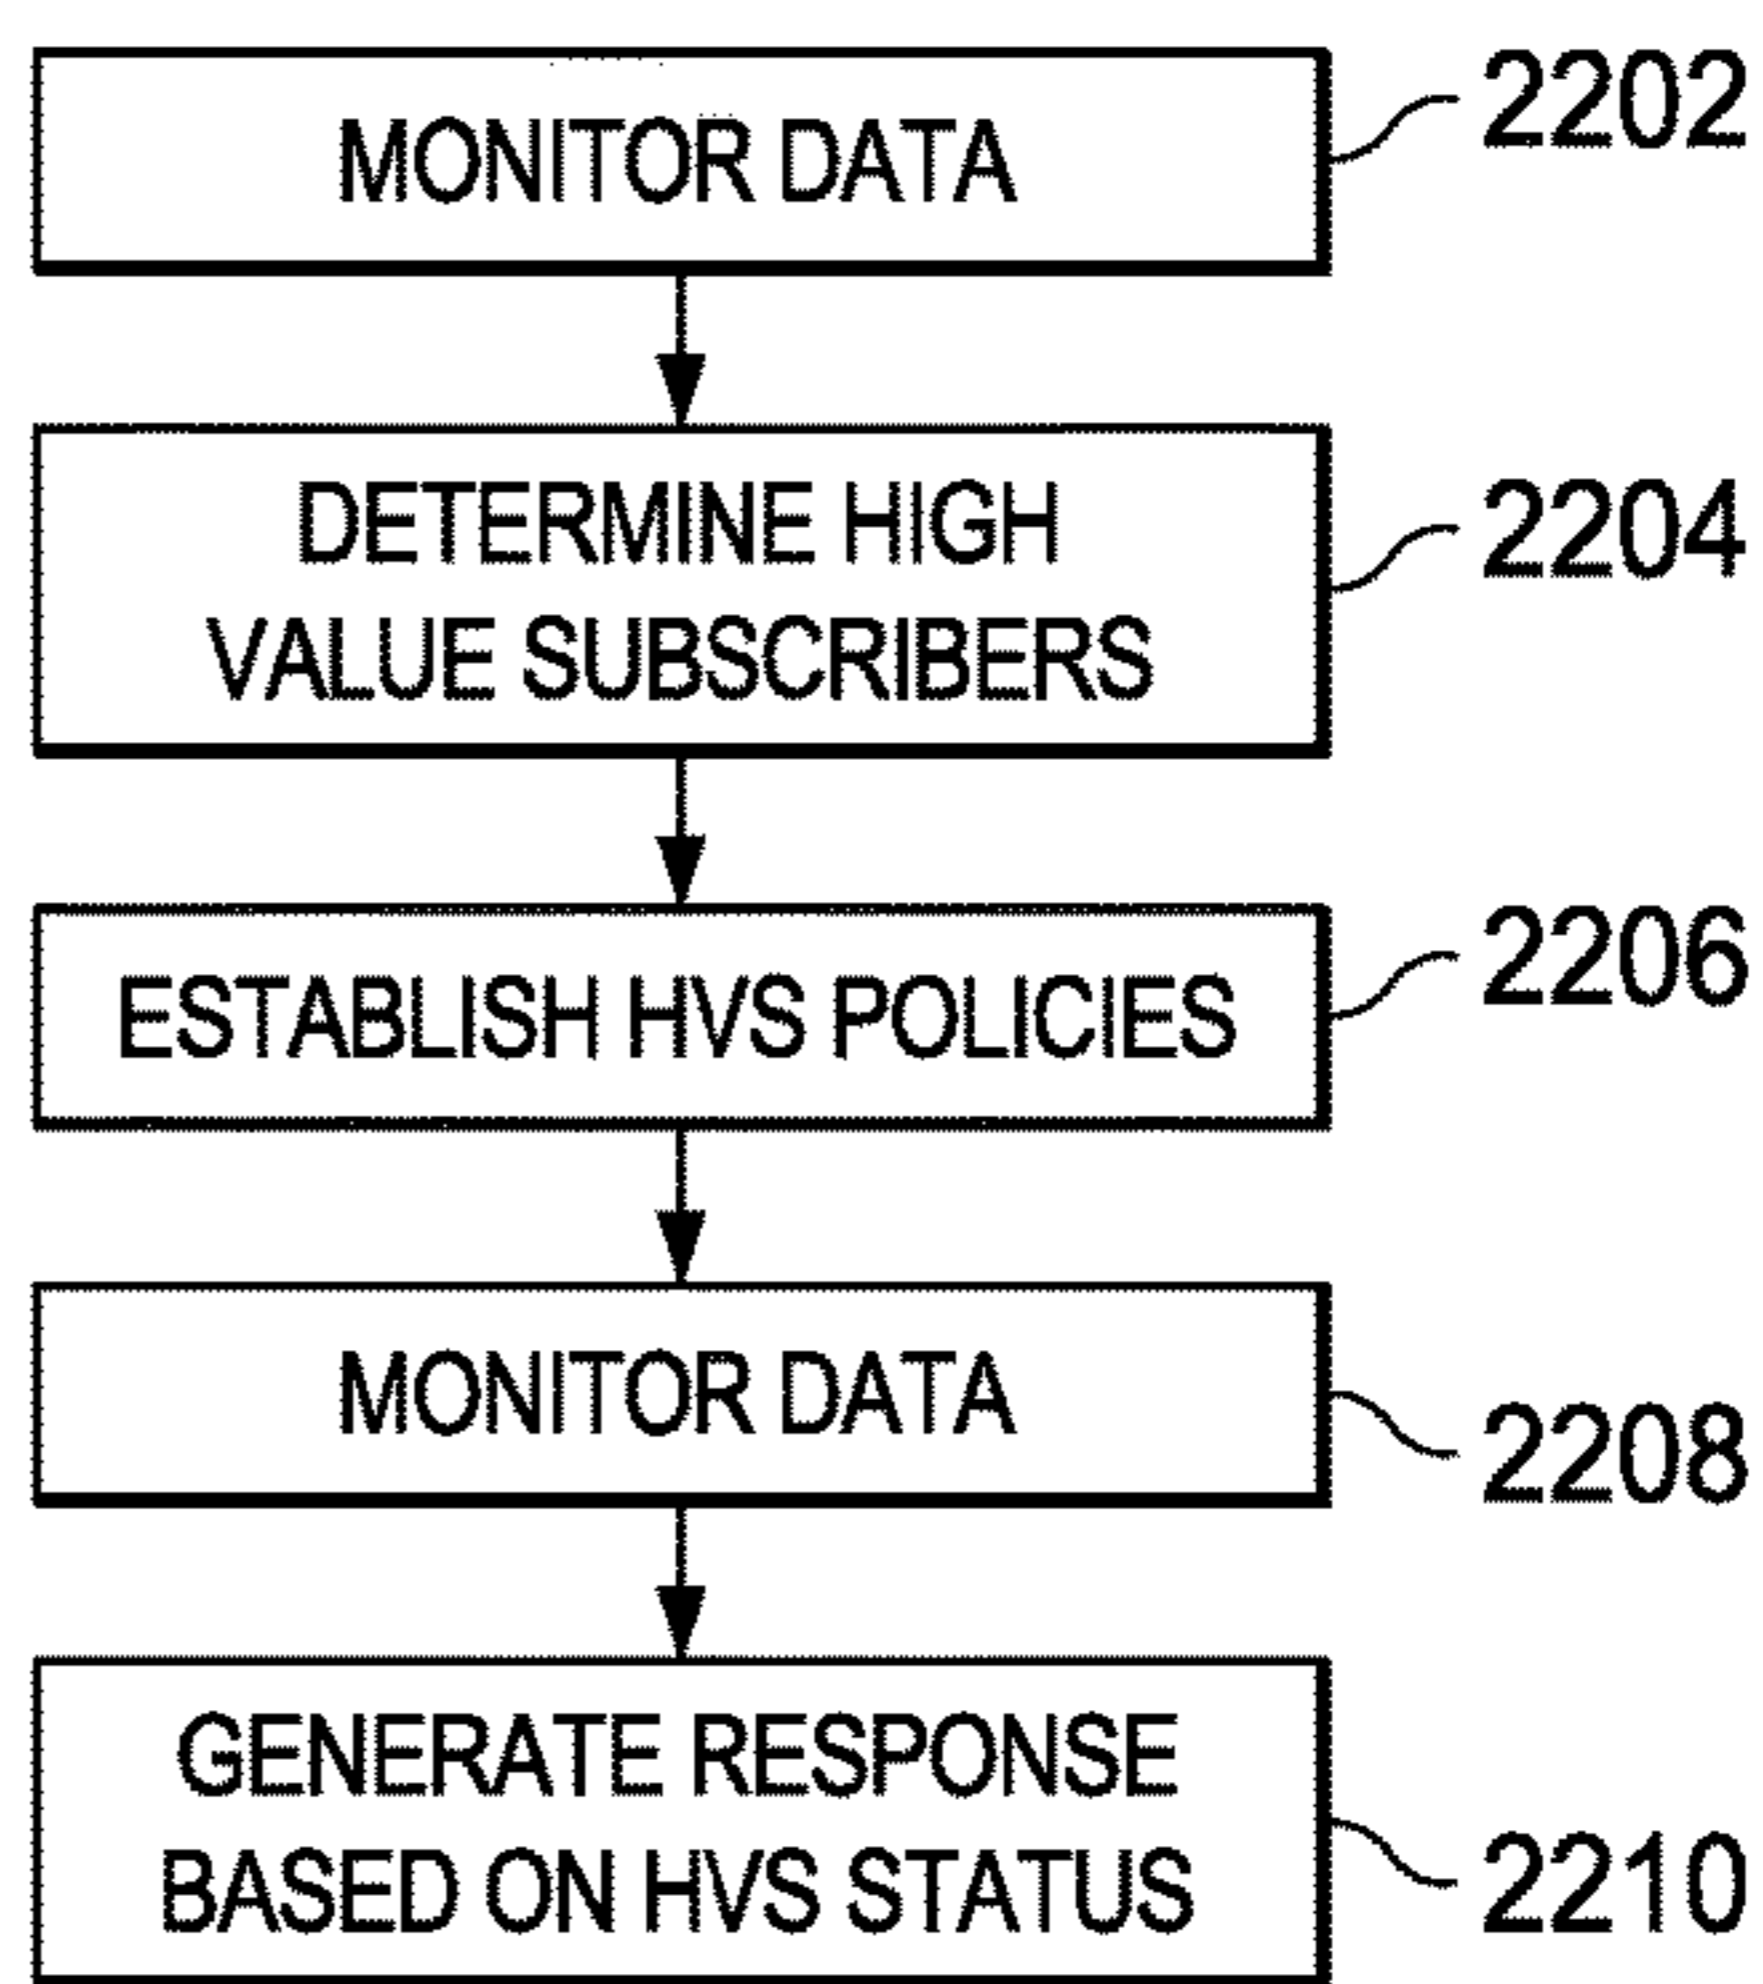 MONITOR DATA
2202
DETERMINE HIGH
VALUE SUBSCRIBERS
2204
ESTABLISH HVS POLICIES
2206
MONITOR DATA
2208
GENERATE RESPONSE
BASED ON HVS STATUS
2210